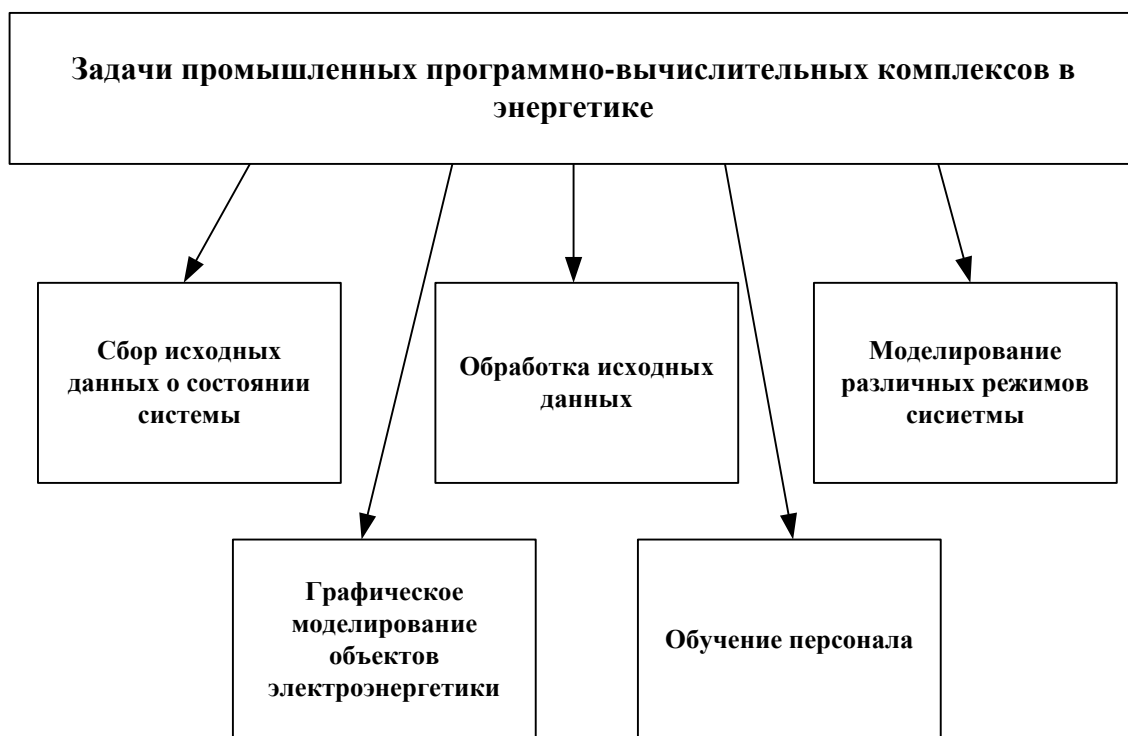 Задачи промышленных программно-вычислительных комплексов в
энергетике
Сбор исходных
данных о состоянии
системы
Обработка исходных
данных
Моделирование
различных режимов
сисиетмы
Графическое
моделирование
объектов
электроэнергетики
Обучение персонала